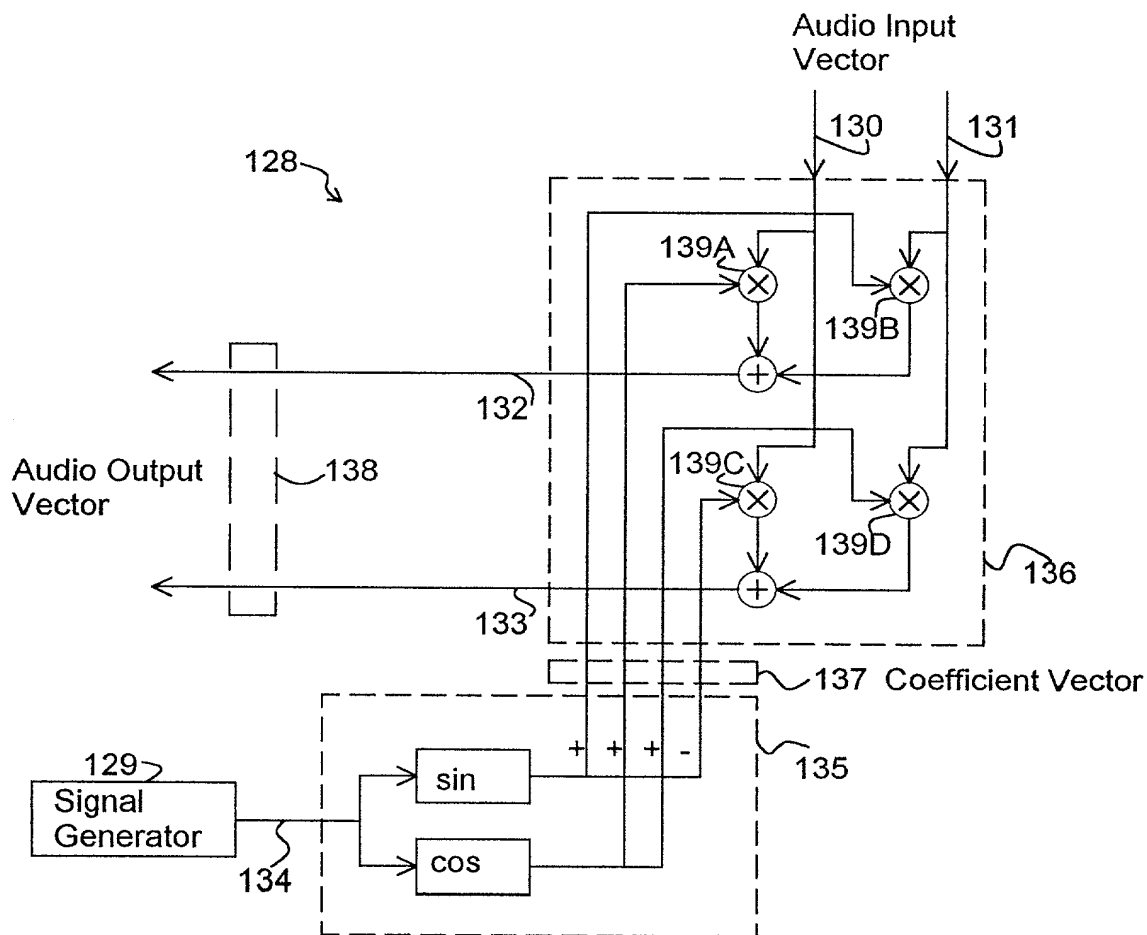 Audio Input
Vector
130
131
128
139A
139B
132
Audio Output
Vector
138
139C
139D
136
133
137 Coefficient Vector
+ + + -
135
129
Signal
Generator
sin
134
cos